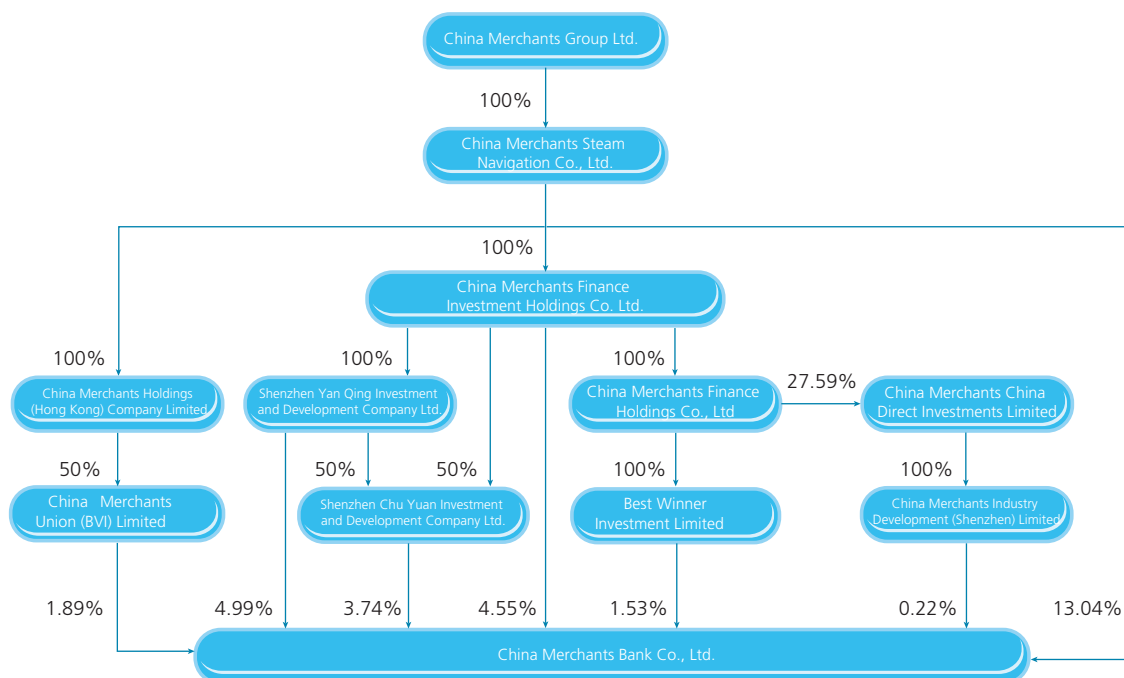 China Merchants Group Ltd.
100%
China Merchants Steam
Navigation Co., Ltd.
100%
China Merchants Finance
Investment Holdings Co. Ltd.
100%
100%
100%
27.59%
China Merchants Holdings
(Hong Kong) Company Limited
Shenzhen Yan Qing Investment
and Development Company Ltd.
China Merchants Finance
Holdings Co., Ltd
China Merchants China
Direct Investments Limited
50%
50%
50%
100%
100%
China Merchants
Union (BVI) Limited
Shenzhen Chu Yuan Investment
and Development Company Ltd.
Best Winner
Investment Limited
China Merchants Industry
Development (Shenzhen) Limited
1.89%
4.99%
3.74%
4.55%
1.53%
0.22%
13.04%
China Merchants Bank Co., Ltd.